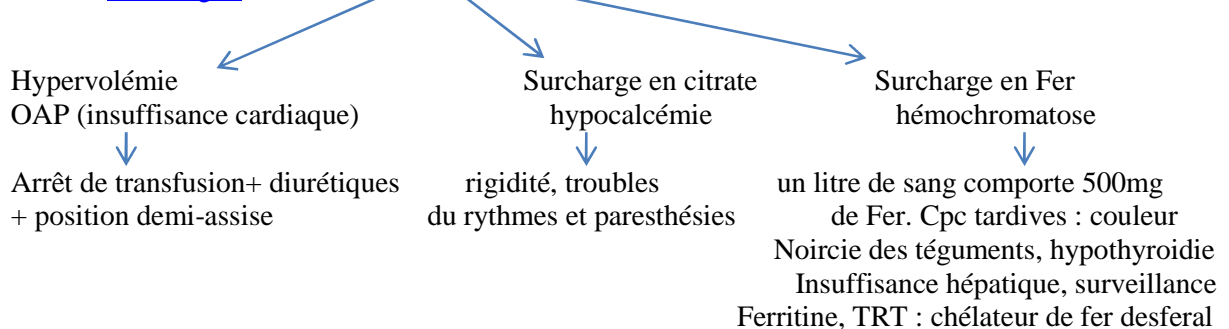 Hypervolémie
OAP (insuffisance cardiaque)
Arrêt de transfusion+ diurétiques
+ position demi-assise
Surcharge en citrate
hypocalcémie
rigidité, troubles
du rythmes et paresthésies
Surcharge en Fer
hémochromatose
un litre de sang comporte 500mg
de Fer. Cpc tardives : couleur
Noircie des téguments, hypothyroidie
Insuffisance hépatique, surveillance
Ferritine, TRT : chélateur de fer desferal